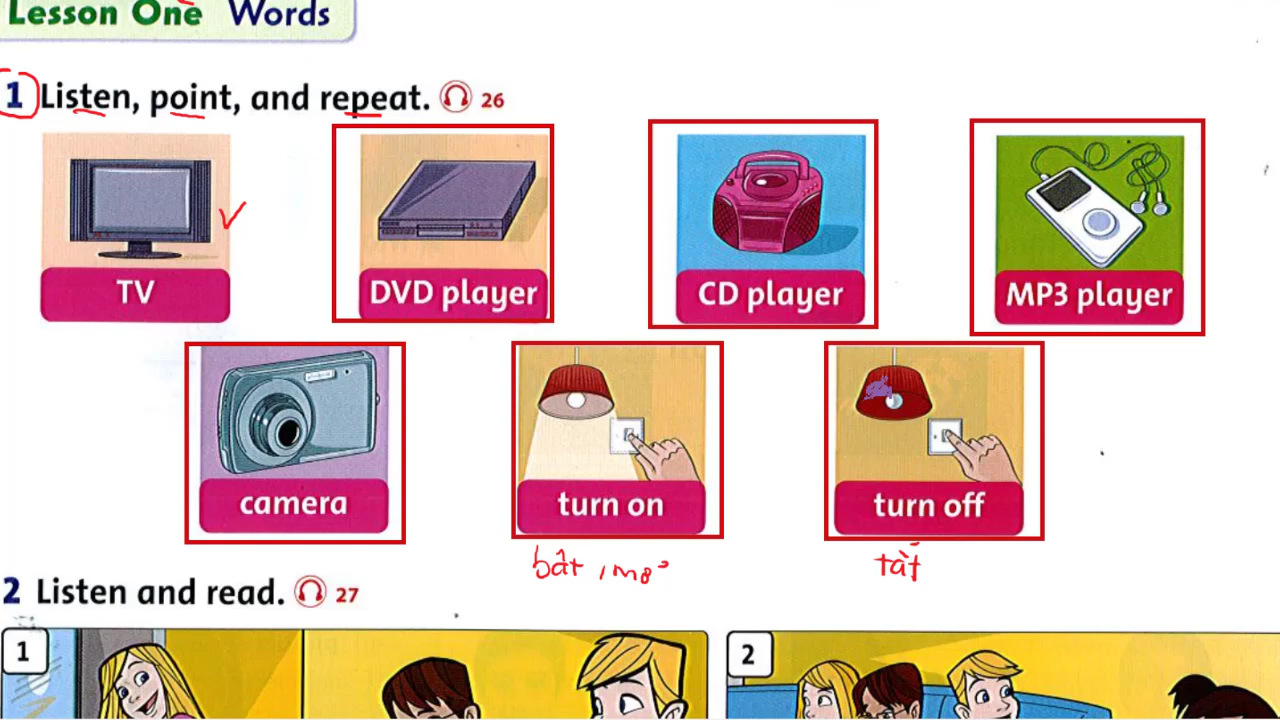 Lesson One Words
1 Listen, point, and repeat. 26
TV
DVD player
CD player
MP3 player
camera
turn on
turn off
bật, mở
tắt
2 Listen and read. 27
1
2